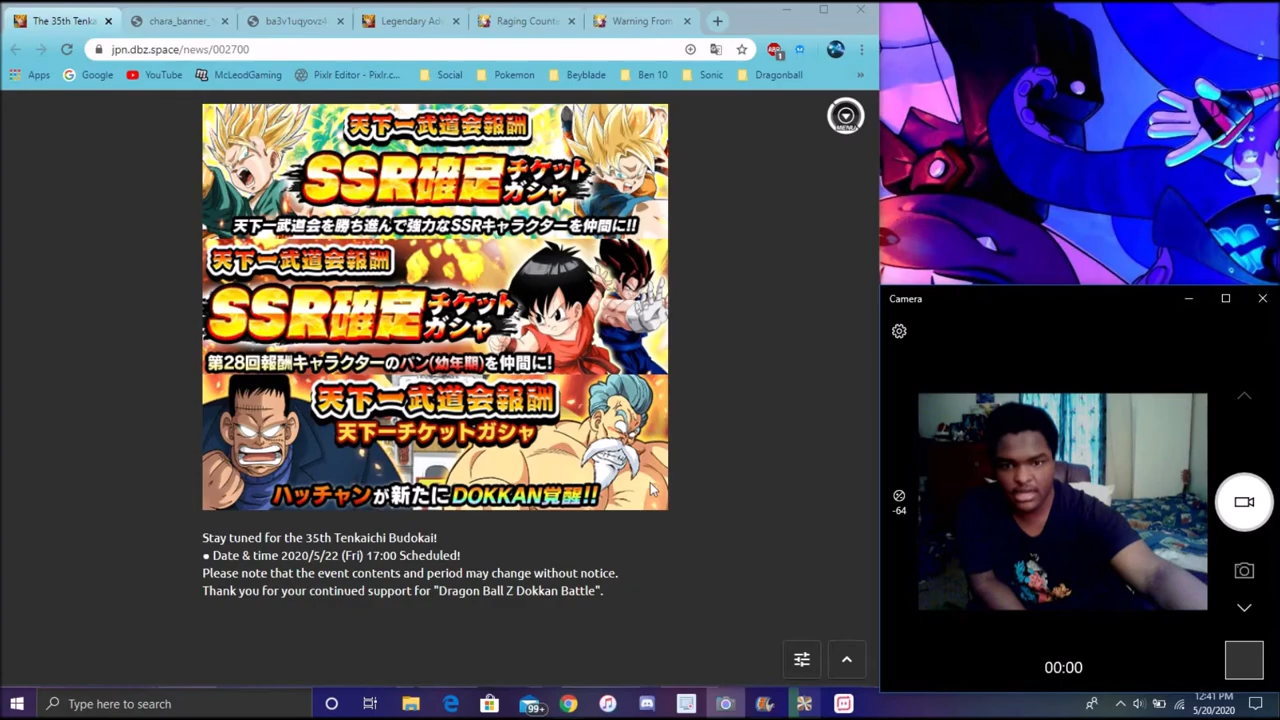 The 35th Tenka
chara_banner_
ba3v1uqyovz4
Legendary Adv
Raging Counte
Warning From
jpn.dbz.space/news/002700
Apps
Google
YouTube
McLeodGaming
Pixlr Editor - Pixlr.c...
Social
Pokemon
Beyblade
Ben 10
Sonic
Dragonball
MENU
天下一武道会報酬
SSR確定チケットガシャ
天下一武道会を勝ち進んで強力なSSRキャラクターを仲間に!!
天下一武道会報酬
SSR確定チケットガシャ
第28回報酬キャラクターのパン(幼年期)を仲間に!
天下一武道会報酬
天下一チケットガシャ
ハッチャンが新たにDOKKAN覚醒!!
Stay tuned for the 35th Tenkaichi Budokai!
● Date & time 2020/5/22 (Fri) 17:00 Scheduled!
Please note that the event contents and period may change without notice.
Thank you for your continued support for "Dragon Ball Z Dokkan Battle".
Camera
-64
00:00
Type here to search
99+
12:41 PM
5/20/2020